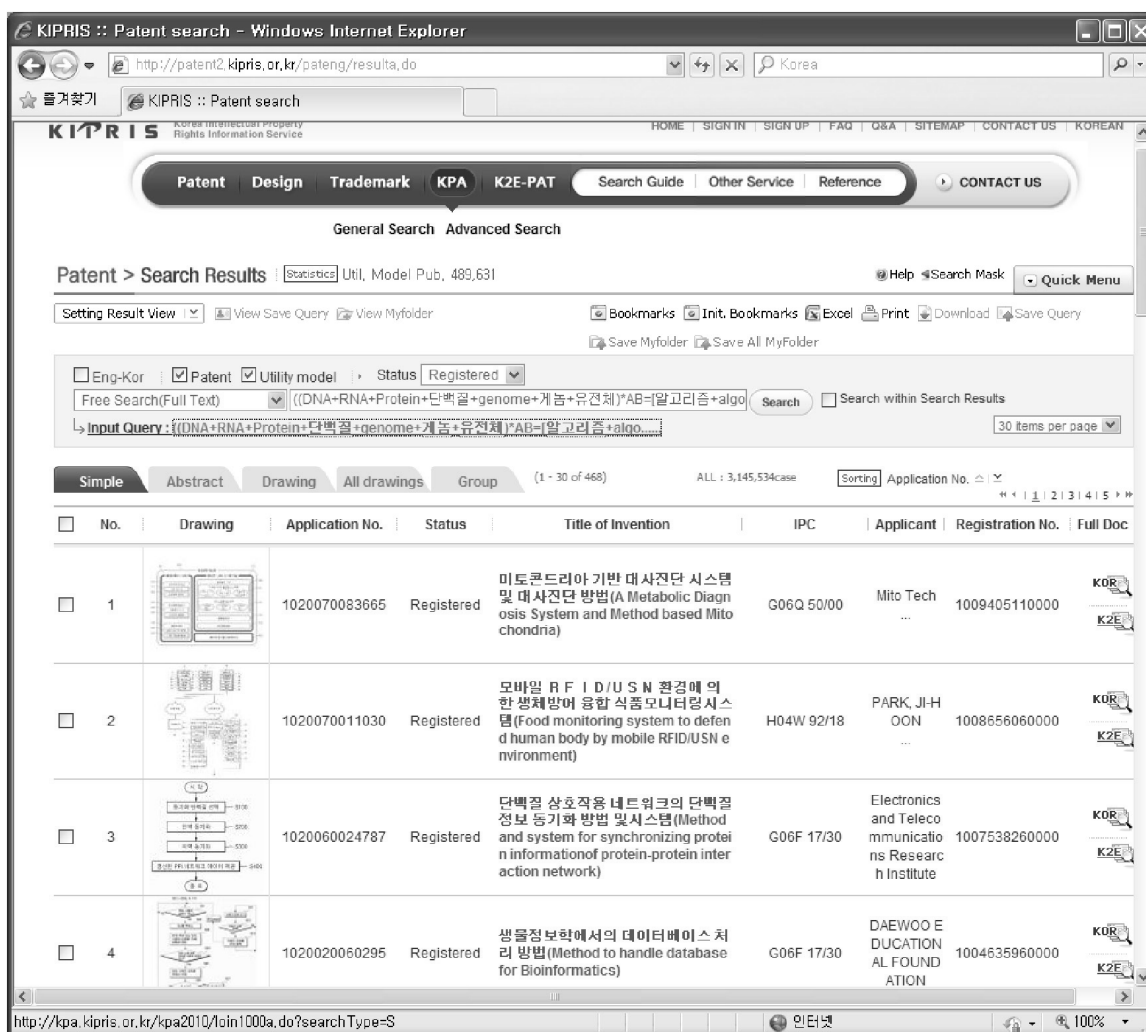 KIPRIS :: Patent search - Windows Internet Explorer
http://patent2.kipris.or.kr/pateng/resulta.do
Korea
즐겨찾기
KIPRIS :: Patent search
KIPRIS Korea Intellectual Property
Rights Information Service
HOME | SIGN IN | SIGN UP | FAQ | Q&A | SITEMAP | CONTACT US | KOREAN
Patent Design Trademark KPA K2E-PAT Search Guide | Other Service | Reference CONTACT US
General Search Advanced Search
Patent > Search Results Statistics Util, Model Pub, 489,631
Help Search Mask Quick Menu
Setting Result View View Save Query View Myfolder
Bookmarks Init. Bookmarks Excel Print Download Save Query
Save Myfolder Save All MyFolder
Eng-Kor Patent Utility model Status Registered
Free Search(Full Text) ((DNA+RNA+Protein+단백질+genome+게놈+유전체)*AB=[알고리즘+algo Search Search within Search Results
Input Query : ((DNA+RNA+Protein+단백질+genome+게놈+유전체)*AB=[알고리즘+algo......
30 items per page
Simple Abstract Drawing All drawings Group (1 - 30 of 468) ALL : 3,145,534case Sorting Application No.
1 | 2 | 3 | 4 | 5
No. Drawing Application No. Status Title of Invention IPC Applicant Registration No. Full Doc
1 1020070083665 Registered
미토콘드리아 기반 대사진단 시스템
및 대사진단 방법(A Metabolic Diagn
osis System and Method based Mito
chondria)
G06Q 50/00
Mito Tech
...
1009405110000
KOR
K2E
2 1020070011030 Registered
모바일 R F I D/U S N 환경에 의
한 생체방어 융합 식품모니터링시스
템(Food monitoring system to defen
d human body by mobile RFID/USN e
nvironment)
H04W 92/18
PARK, JI-H
OON
...
1008656060000
KOR
K2E
3 1020060024787 Registered
단백질 상호작용 네트워크의 단백질
정보 동기화 방법 및시스템(Method
and system for synchronizing protei
n informationof protein-protein inter
action network)
G06F 17/30
Electronics
and Teleco
mmunicatio
ns Researc
h Institute
1007538260000
KOR
K2E
4 1020020060295 Registered
생물정보학에서의 데이터베이스 처
리 방법(Method to handle database
for Bioinformatics)
G06F 17/30
DAEWOO E
DUCATION
AL FOUND
ATION
1004635960000
KOR
K2E
http://kpa.kipris.or.kr/kpa2010/loin1000a.do?searchType=S
인터넷
100%